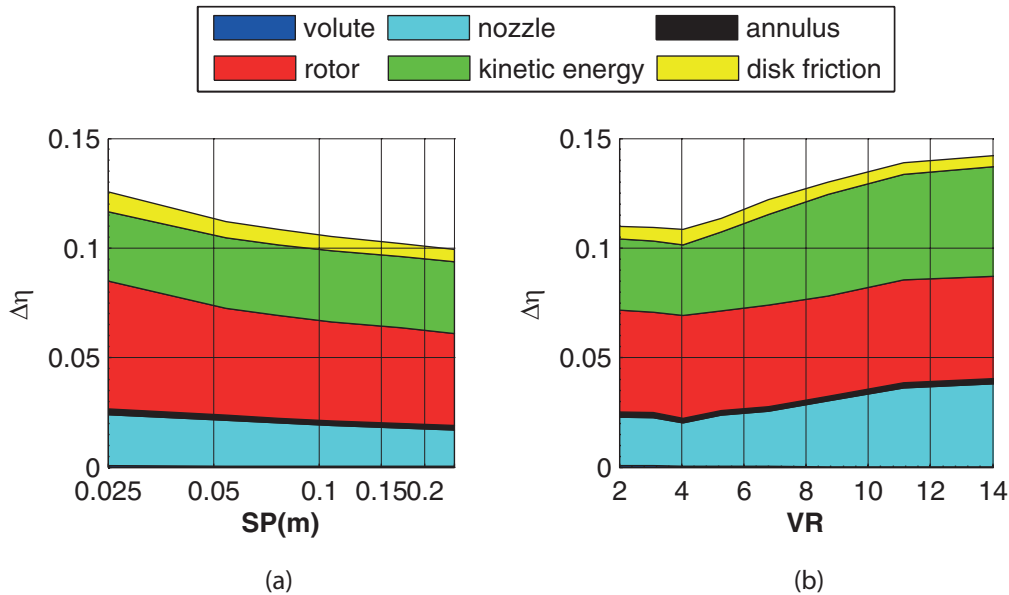 volute nozzle annulus
rotor kinetic energy disk friction
0.15 0.15
0.1 0.1
Δη Δη
0.05 0.05
0 0
0.025 0.05 0.1 0.15 0.2 2 4 6 8 10 12 14
SP(m) VR
(a) (b)